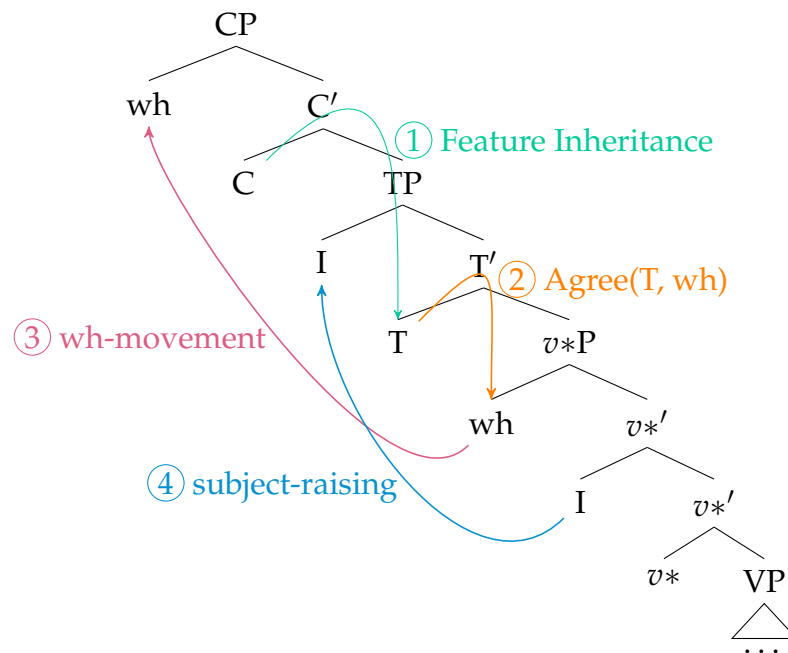 CP
wh
C′
① Feature Inheritance
C
TP
I
T′
② Agree(T, wh)
③ wh-movement
T
v∗P
wh
v∗′
④ subject-raising
I
v∗′
v∗
VP
...